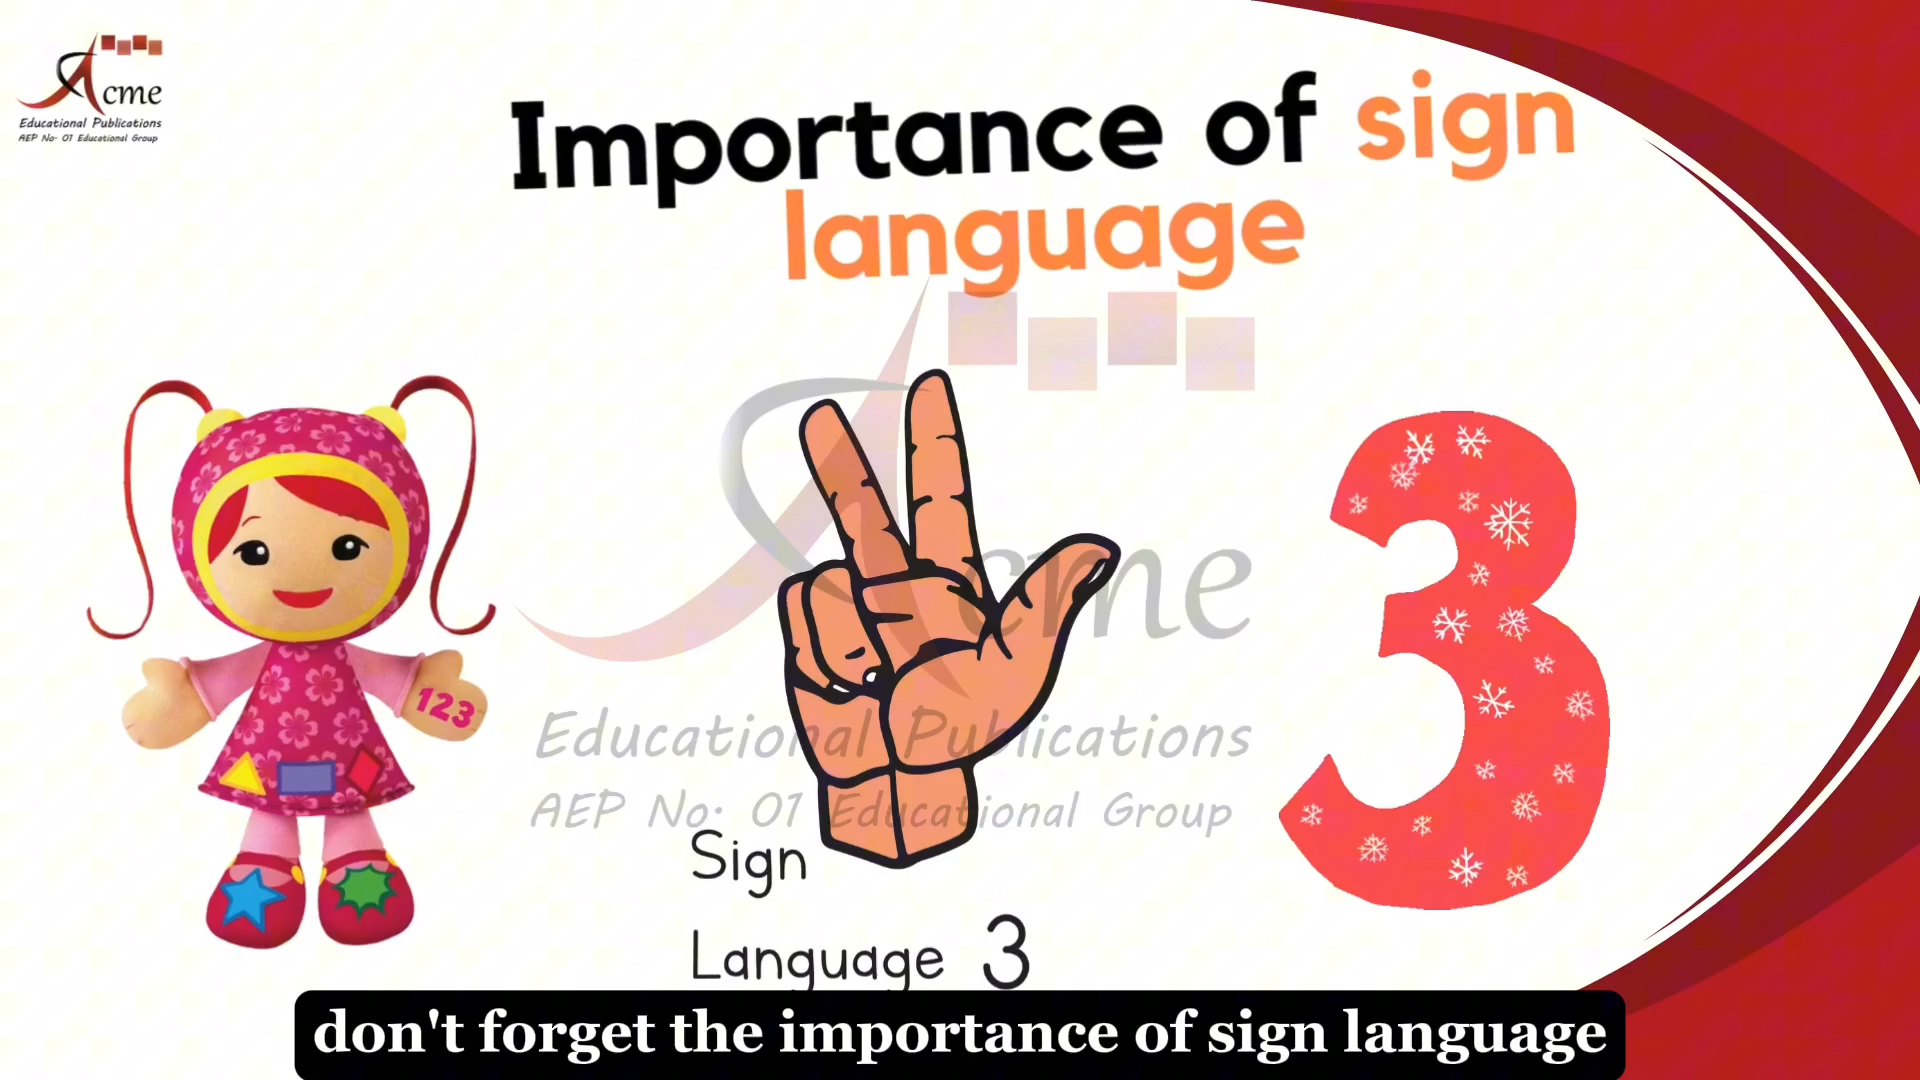 Acme
Educational Publications
AEP No- 01 Educational Group
Importance of sign
language
Acme
Educational Publications
AEP No· 01 Educational Group
123
3
Sign
Language 3
don't forget the importance of sign language